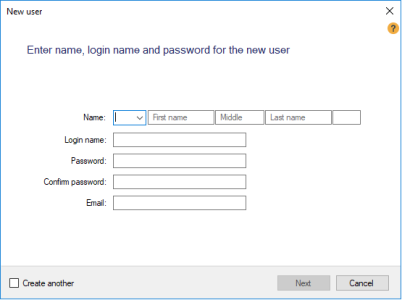 New user
?
Enter name, login name and password for the new user
Name: First name Middle Last name
Login name:
Password:
Confirm password:
Email:
Create another Next Cancel